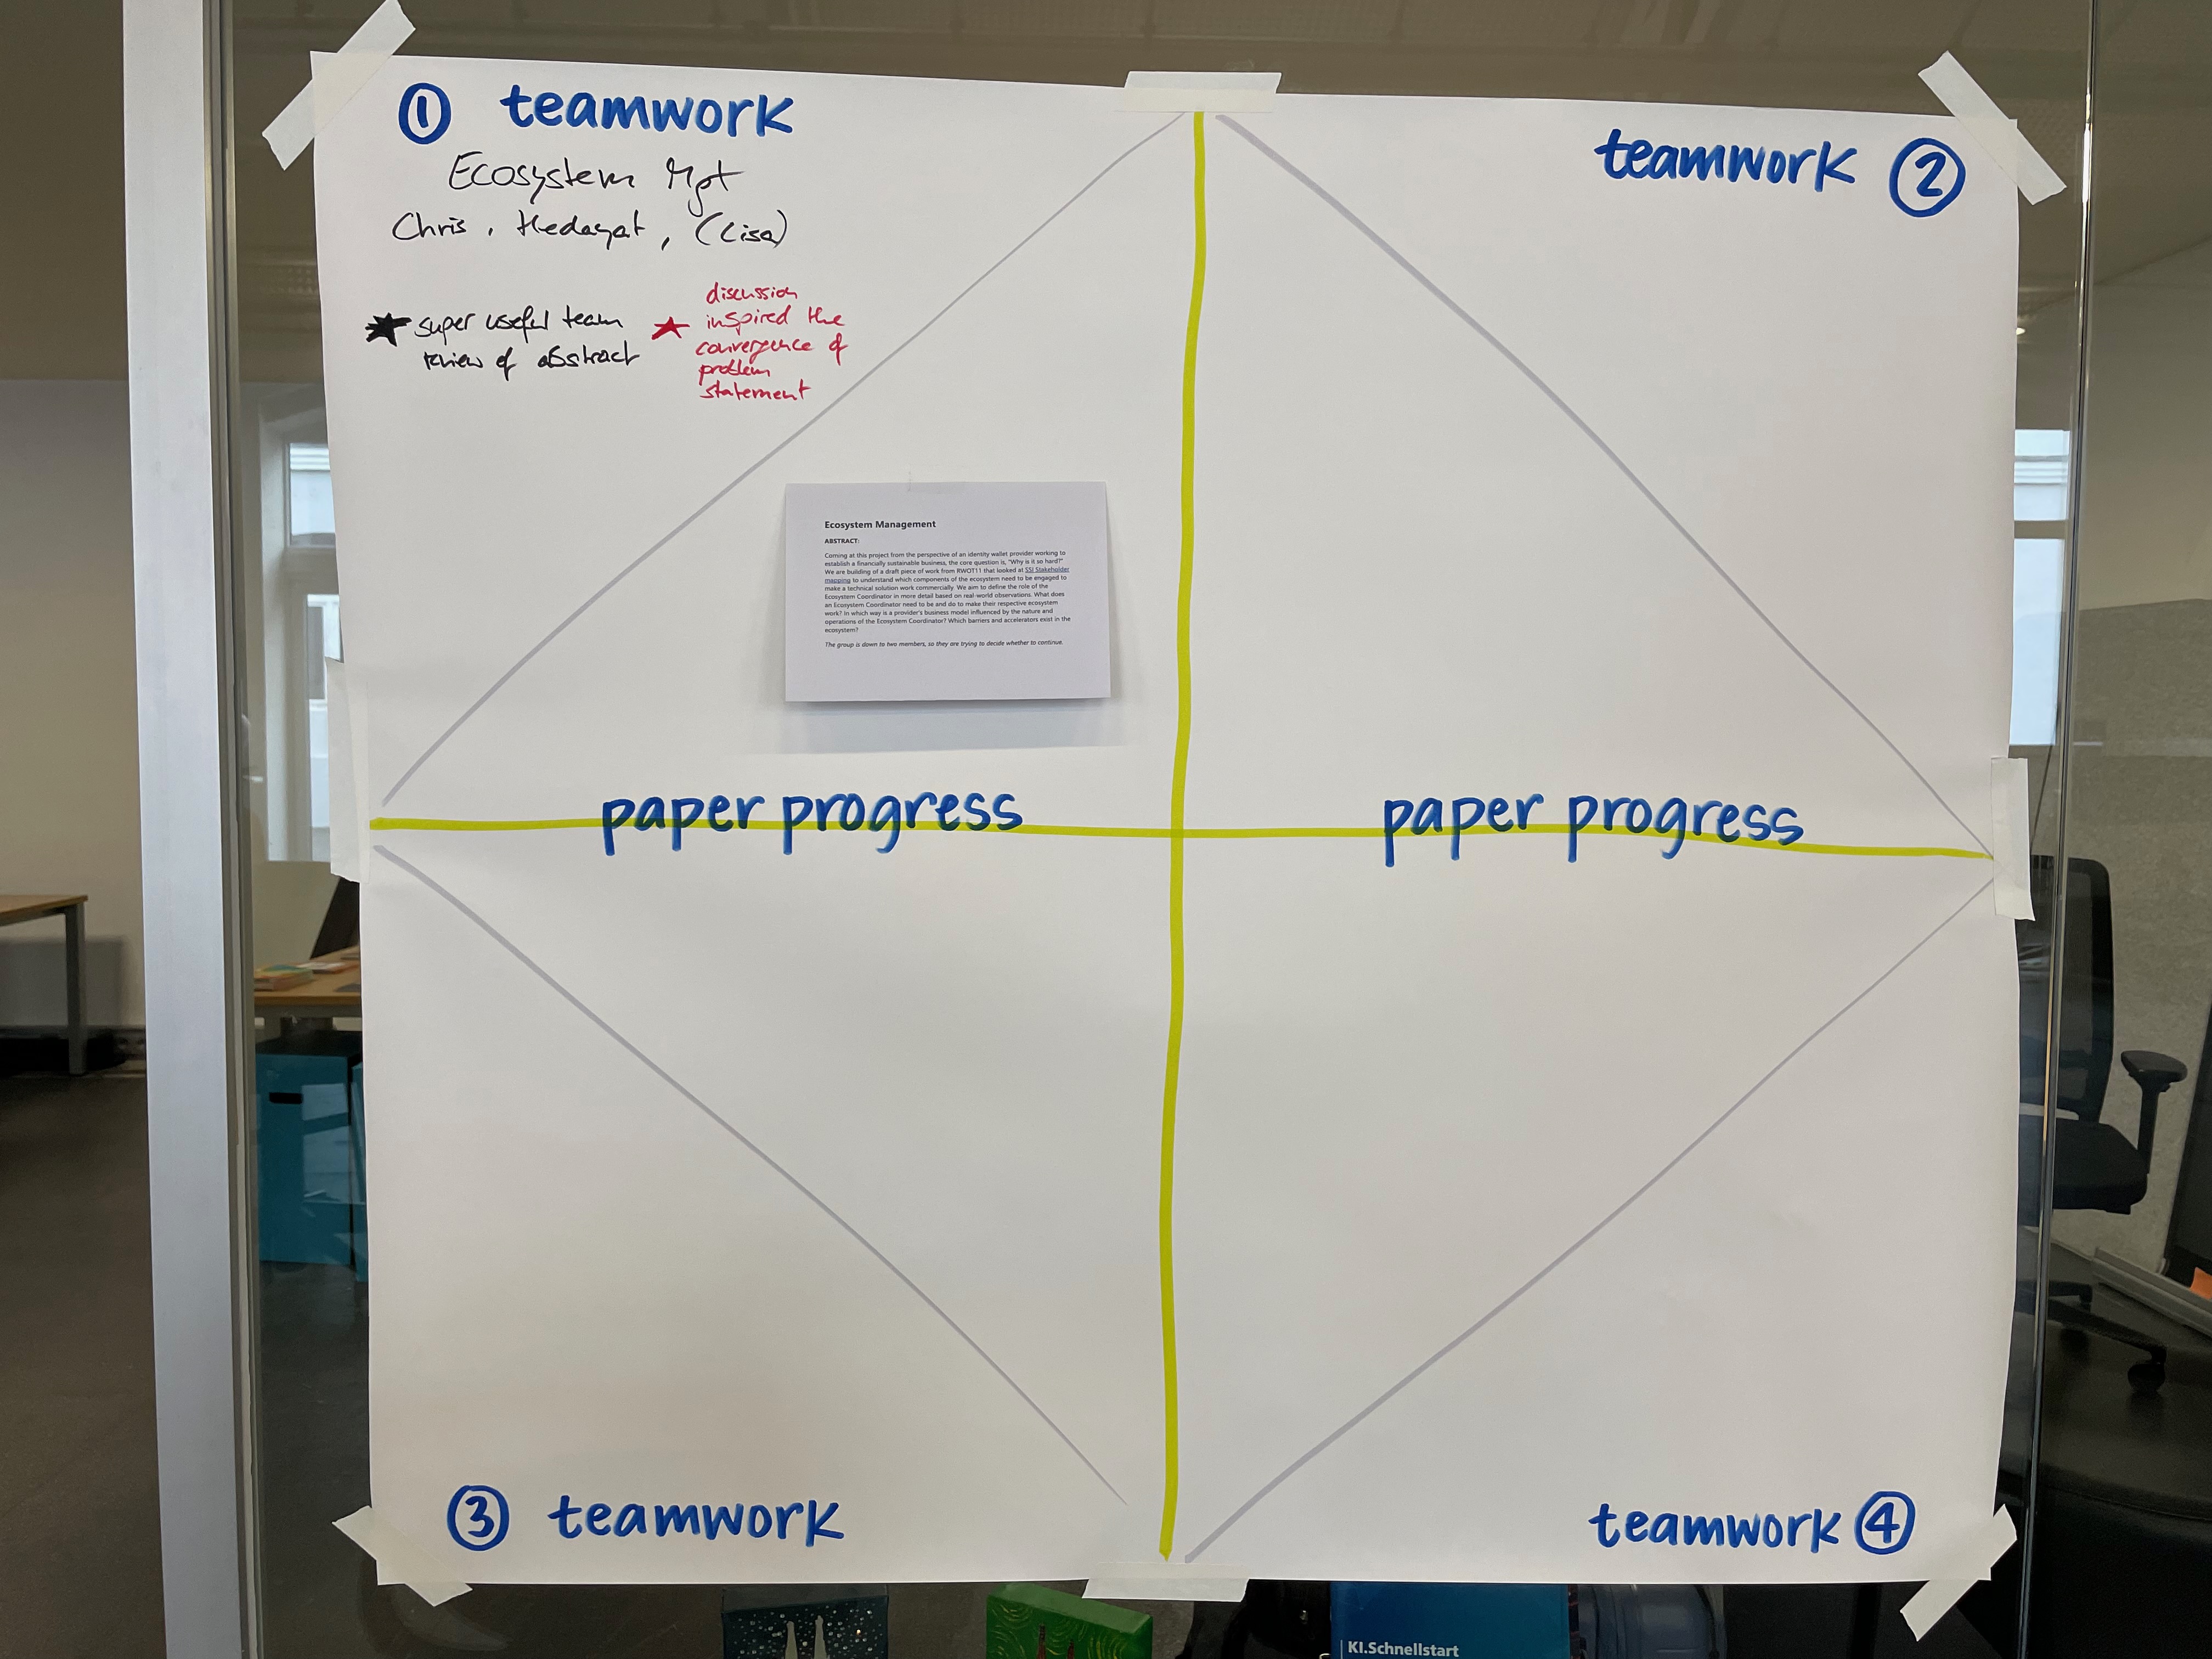 ① teamwork
Ecosystem Mgt
Chris, Hedayat, (Lisa)
★ super useful team
review of abstract
★ discussion
inspired the
convergence of
problem
statement
teamwork ②
Ecosystem Management
ABSTRACT:
Coming at this project from the perspective of an identity wallet provider working to
establish a financially sustainable business, the core question is, "Why is it so hard?"
We are building of a draft piece of work from RWOT11 that looked at SSI Stakeholder
mapping to understand which components of the ecosystem need to be engaged to
make a technical solution work commercially. We aim to define the role of the
Ecosystem Coordinator in more detail based on real-world observations. What does
an Ecosystem Coordinator need to be and do to make their respective ecosystem
work? In which way is a provider's business model influenced by the nature and
operations of the Ecosystem Coordinator? Which barriers and accelerators exist in the
ecosystem?
The group is down to two members, so they are trying to decide whether to continue.
paper progress
paper progress
③ teamwork
teamwork ④
KI.Schnellstart